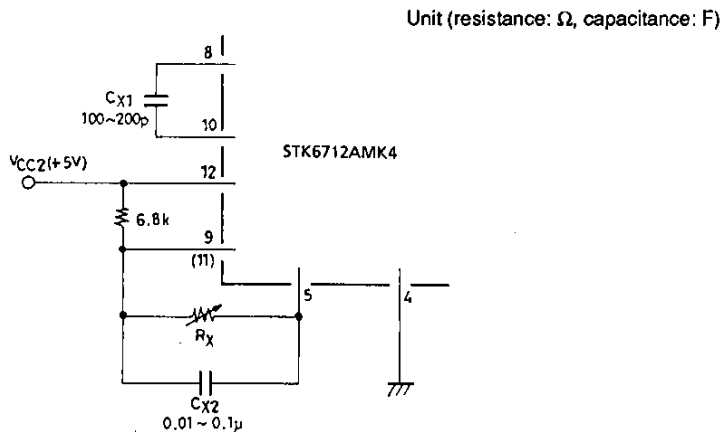 Unit (resistance: Ω, capacitance: F)
8
CX1
100~200p
10
STK6712AMK4
VCC2(+5V)
12
6.8k
9
(11)
5
4
RX
CX2
0.01~0.1μ